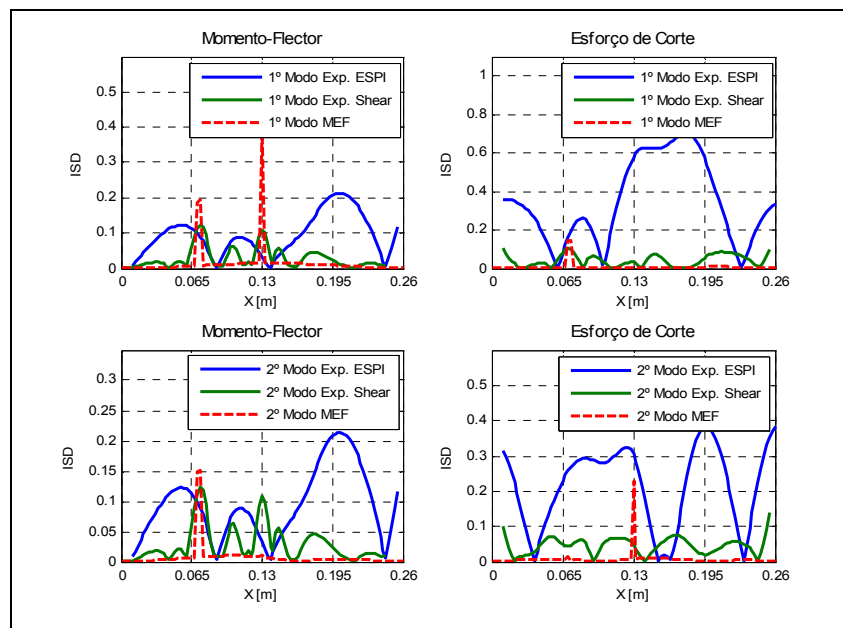 Momento-Flector
1º Modo Exp. ESPI
1º Modo Exp. Shear
1º Modo MEF
ISD
0.5
0.4
0.3
0.2
0.1
0
0 0.065 0.13 0.195 0.26
X [m]
Esforço de Corte
1º Modo Exp. ESPI
1º Modo Exp. Shear
1º Modo MEF
ISD
1
0.8
0.6
0.4
0.2
0
0 0.065 0.13 0.195 0.26
X [m]
Momento-Flector
2º Modo Exp. ESPI
2º Modo Exp. Shear
2º Modo MEF
ISD
0.3
0.25
0.2
0.15
0.1
0.05
0
0 0.065 0.13 0.195 0.26
X [m]
Esforço de Corte
2º Modo Exp. ESPI
2º Modo Exp. Shear
2º Modo MEF
ISD
0.5
0.4
0.3
0.2
0.1
0
0 0.065 0.13 0.195 0.26
X [m]